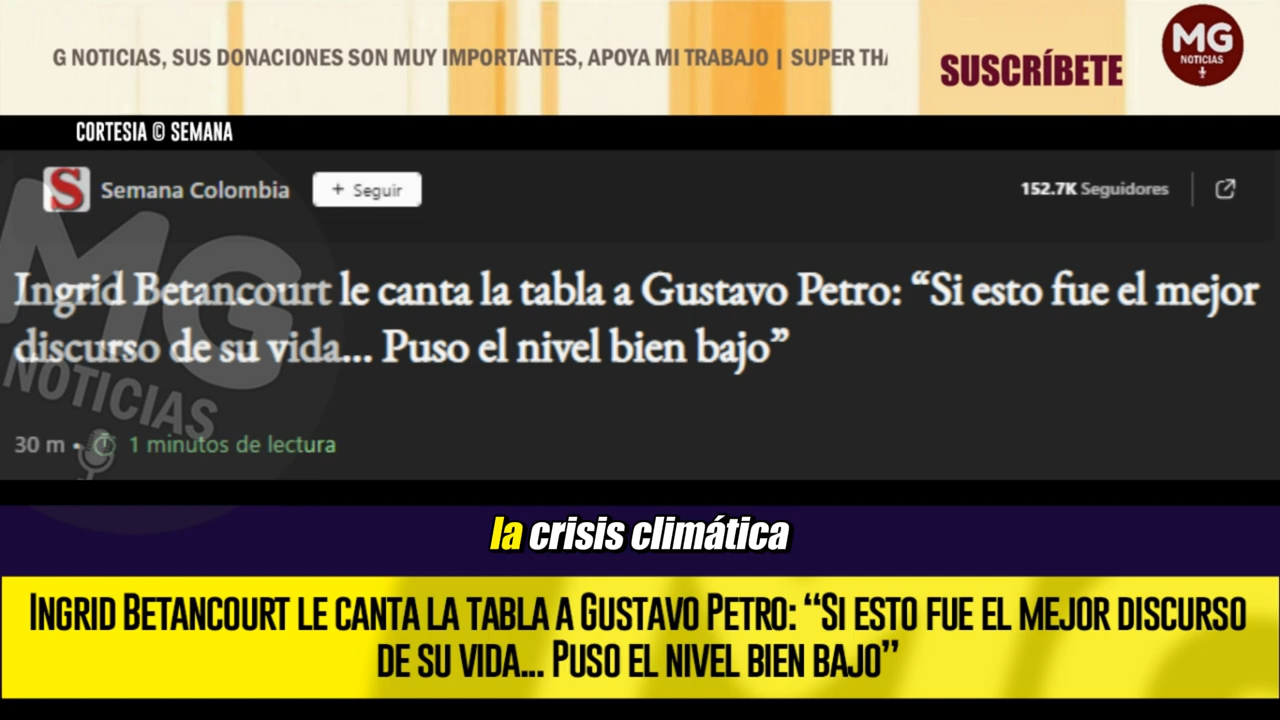 G NOTICIAS, SUS DONACIONES SON MUY IMPORTANTES, APOYA MI TRABAJO | SUPER THA
SUSCRÍBETE
MG
NOTICIAS
CORTESIA © SEMANA
S Semana Colombia + Seguir 152.7K Seguidores
Ingrid Betancourt le canta la tabla a Gustavo Petro: “Si esto fue el mejor
discurso de su vida... Puso el nivel bien bajo”
MG
NOTICIAS
30 m • 1 minutos de lectura
la crisis climática
INGRID BETANCOURT LE CANTA LA TABLA A GUSTAVO PETRO: “SI ESTO FUE EL MEJOR DISCURSO
DE SU VIDA... PUSO EL NIVEL BIEN BAJO”